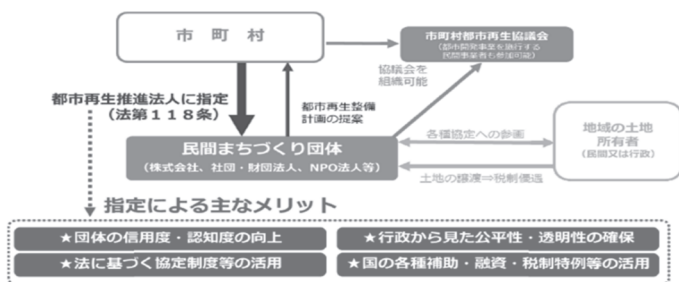 市 町 村
市町村都市再生協議会
(都市開発事業を施行する
民間事業者も参加可能)
協議会を
組織可能
都市再生推進法人に指定
(法第118条)
都市再生整備
計画の提案
民間まちづくり団体
(株式会社、社団・財団法人、NPO法人等)
各種協定への参画
土地の譲渡⇒税制優遇
地域の土地
所有者
(民間又は行政)
指定による主なメリット
★団体の信用度・認知度の向上
★行政から見た公平性・透明性の確保
★法に基づく協定制度等の活用
★国の各種補助・融資・税制特例等の活用